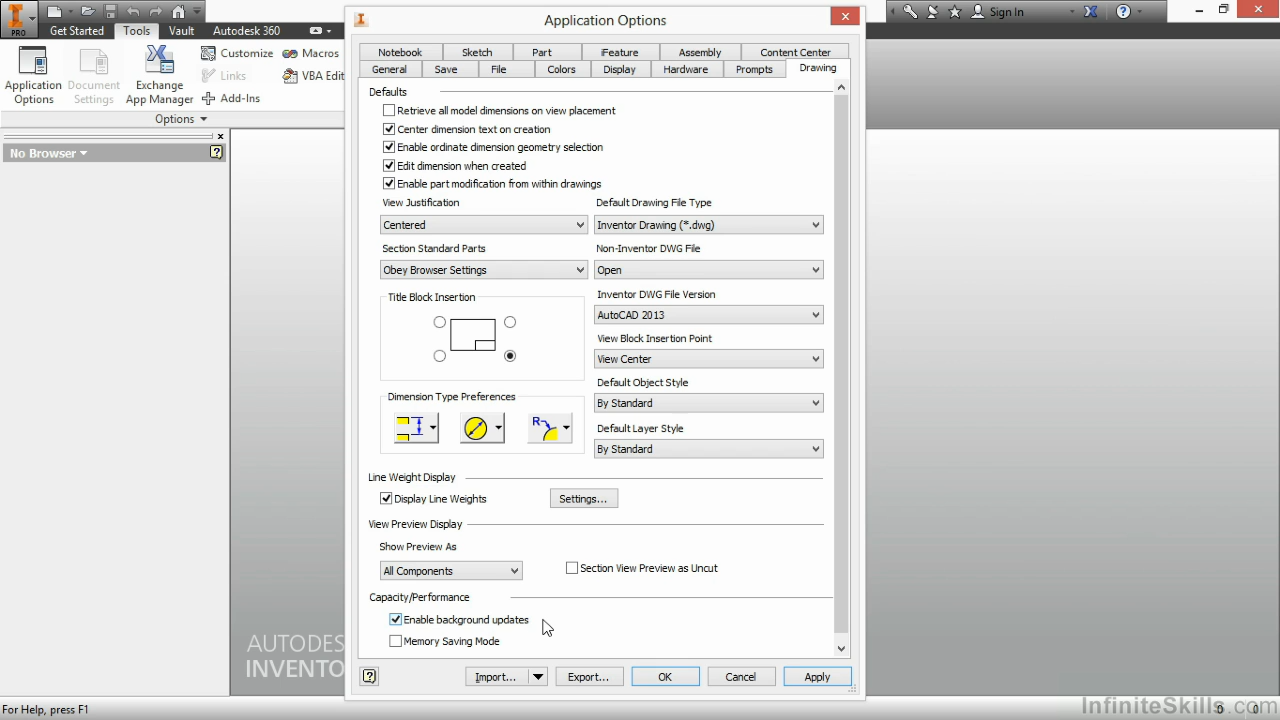 Application Options
Sign In
PRO
Get Started Tools Vault Autodesk 360
Application Options
Document Settings
Exchange App Manager
Customize
Links
Add-Ins
Macros
VBA Edit
Options
No Browser
Notebook Sketch Part iFeature Assembly Content Center
General Save File Colors Display Hardware Prompts Drawing
Defaults
Retrieve all model dimensions on view placement
Center dimension text on creation
Enable ordinate dimension geometry selection
Edit dimension when created
Enable part modification from within drawings
View Justification Default Drawing File Type
Centered Inventor Drawing (*.dwg)
Section Standard Parts Non-Inventor DWG File
Obey Browser Settings Open
Title Block Insertion Inventor DWG File Version
AutoCAD 2013
View Block Insertion Point
View Center
Default Object Style
Dimension Type Preferences By Standard
R
Default Layer Style
By Standard
Line Weight Display
Display Line Weights Settings...
View Preview Display
Show Preview As
All Components Section View Preview as Uncut
Capacity/Performance
Enable background updates
Memory Saving Mode
Import... Export... OK Cancel Apply
AUTODES
INVENTO
For Help, press F1
0 0
InfiniteSkills.com